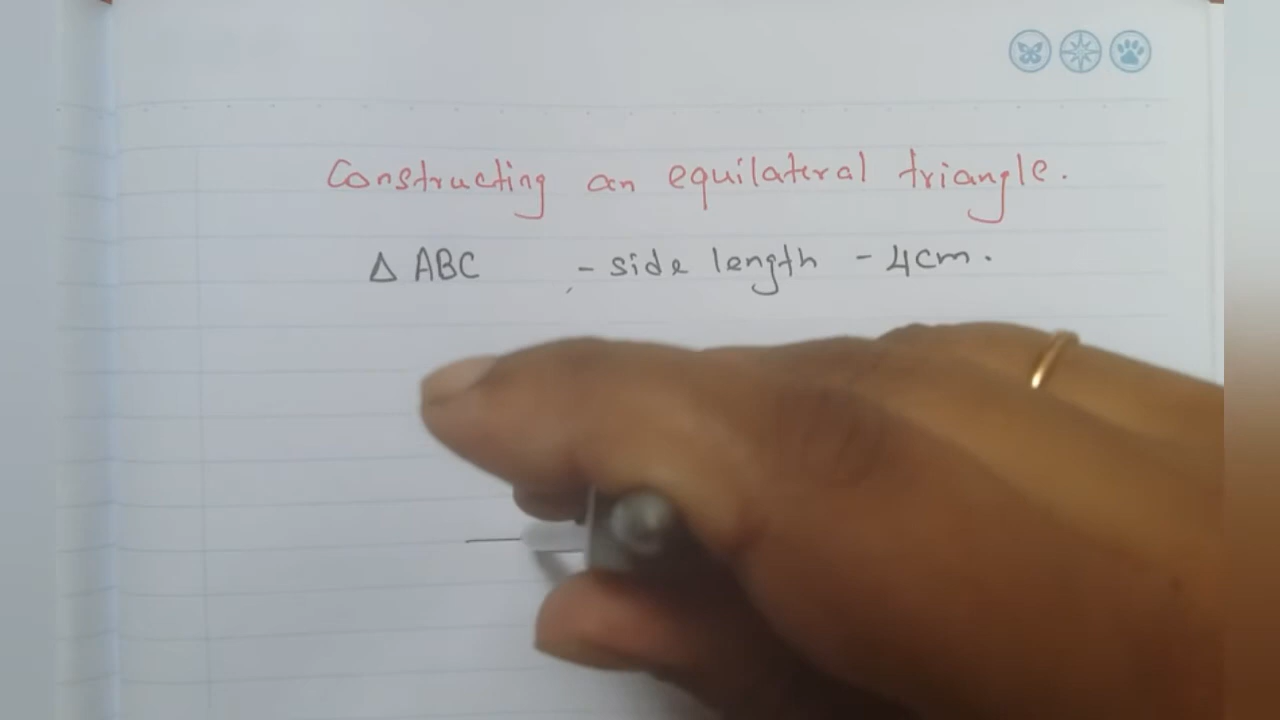 Constructing an equilateral triangle.
Δ ABC - side length - 4cm.